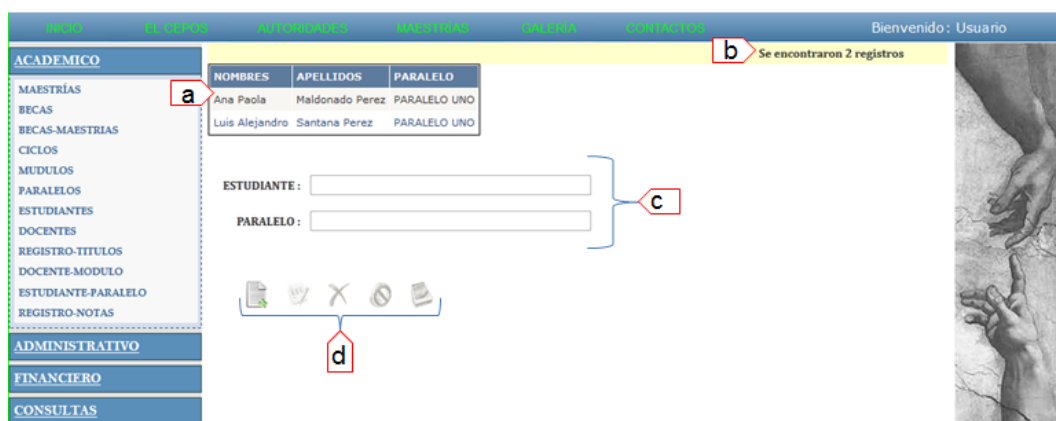 INICIO EL CEPOS AUTORIDADES MAESTRÍAS GALERÍA CONTACTOS Bienvenido : Usuario
b Se encontraron 2 registros
ACADEMICO
MAESTRÍAS
BECAS
BECAS-MAESTRIAS
CICLOS
MUDULOS
PARALELOS
ESTUDIANTES
DOCENTES
REGISTRO-TITULOS
DOCENTE-MODULO
ESTUDIANTE-PARALELO
REGISTRO-NOTAS
ADMINISTRATIVO
FINANCIERO
CONSULTAS
NOMBRES APELLIDOS PARALELO
a Ana Paola Maldonado Perez PARALELO UNO
Luis Alejandro Santana Perez PARALELO UNO
ESTUDIANTE :
c
PARALELO :
d